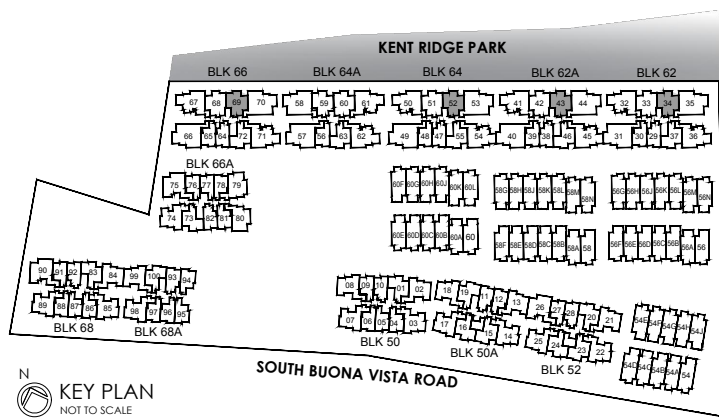 KENT RIDGE PARK
BLK 66 BLK 64A BLK 64 BLK 62A BLK 62
67 68 69 70 58 59 60 61 50 51 52 53 41 42 43 44 32 33 34 35
66 65 64 72 71 57 56 63 62 49 48 47 55 54 40 39 38 46 45 31 30 29 37 36
BLK 66A
75 76 77 78 79 60F 60G 60H 60J 60K 60L 58G 58H 58J 58K 58L 58M 58N 56G 56H 56J 56K 56L 56M 56N
74 73 82 81 80 60E 60D 60C 60B 60A 60 58F 58E 58D 58C 58B 58A 58 56F 56E 56D 56C 56B 56A 56
90 91 92 83 84 99 100 93 94 08 09 10 01 02 18 19 11 12 13 26 27 28 20 21 54E 54F 54G 54H 54J
89 88 87 86 85 98 97 96 95 07 06 05 04 03 17 16 15 14 25 24 23 22 54D 54C 54B 54A 54
BLK 68 BLK 68A BLK 50 BLK 50A BLK 52
SOUTH BUONA VISTA ROAD
N
KEY PLAN
NOT TO SCALE